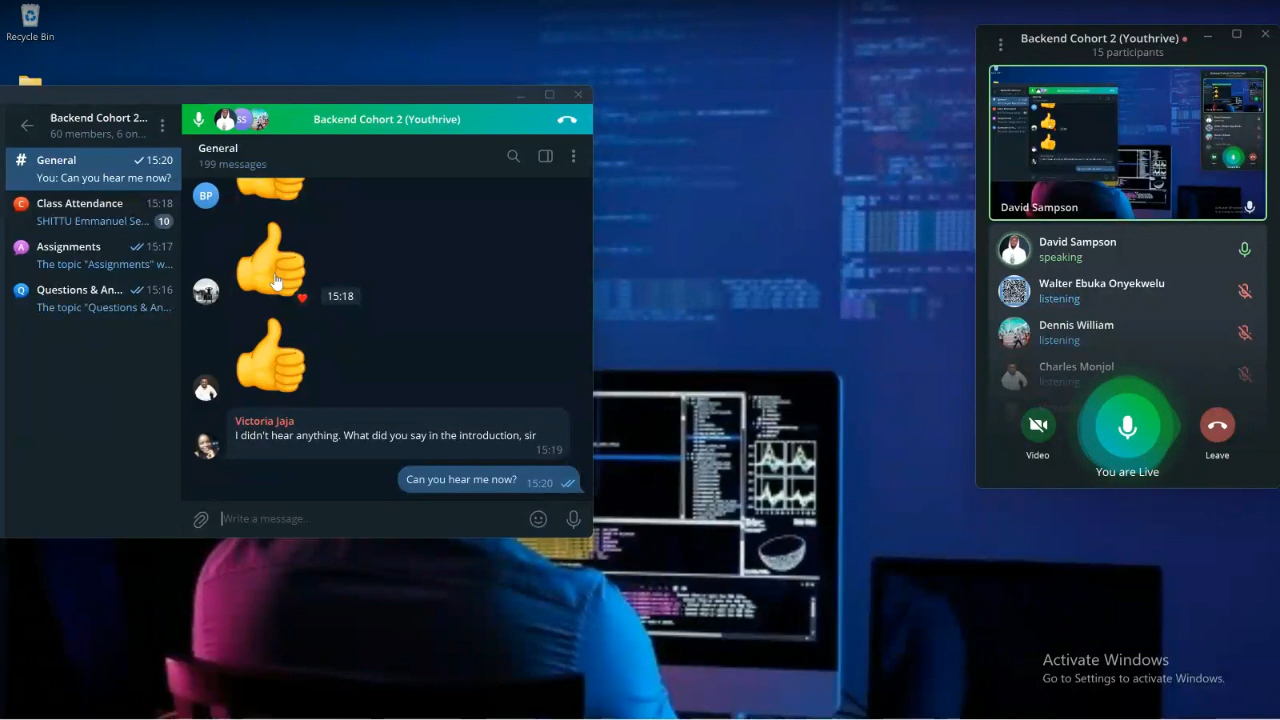 Recycle Bin
Backend Cohort 2...
60 members, 6 on...
# General 15:20
You: Can you hear me now?
C Class Attendance 15:18
SHITTU Emmanuel Se... 10
A Assignments 15:17
The topic "Assignments" w...
Q Questions & An... 15:16
The topic "Questions & An...
SS
Backend Cohort 2 (Youthrive)
General
199 messages
BP
15:18
Victoria Jaja
I didn't hear anything. What did you say in the introduction, sir
15:19
Can you hear me now? 15:20
Write a message...
Backend Cohort 2 (Youthrive)
15 participants
David Sampson
David Sampson
speaking
Walter Ebuka Onyekwelu
listening
Dennis William
listening
Charles Monjol
listening
Video
Leave
You are Live
Activate Windows
Go to Settings to activate Windows.